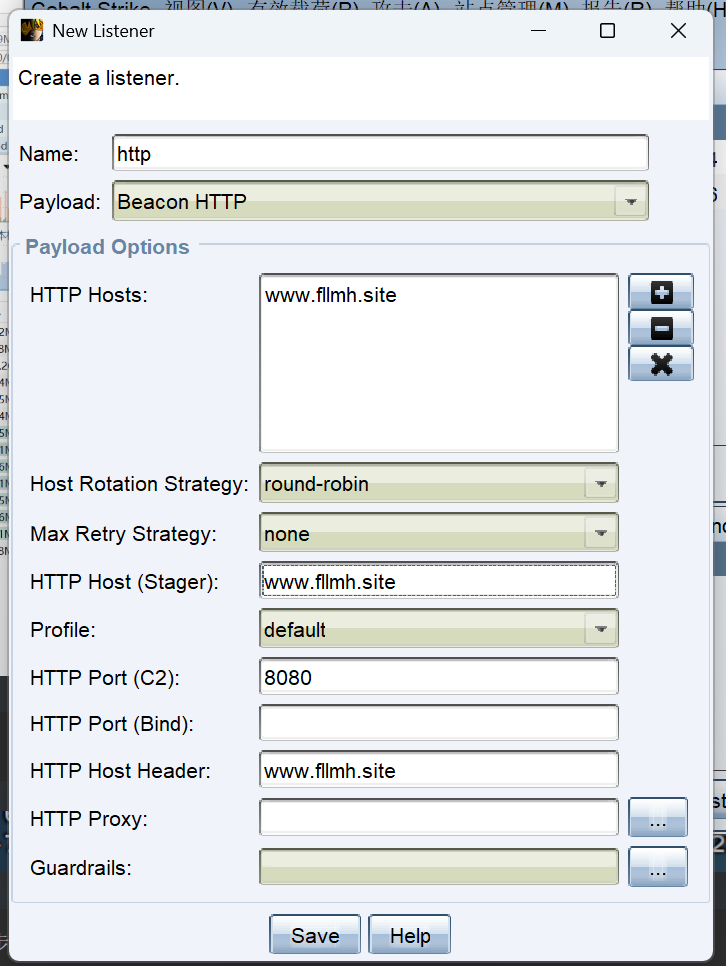 Cobalt Strike 视图(V) 有效载荷(P) 攻击(A) 站点管理(M) 报告(R) 帮助(H
New Listener
Create a listener.
Name: http
Payload: Beacon HTTP
Payload Options
HTTP Hosts: www.fllmh.site
Host Rotation Strategy: round-robin
Max Retry Strategy: none
HTTP Host (Stager): www.fllmh.site
Profile: default
HTTP Port (C2): 8080
HTTP Port (Bind):
HTTP Host Header: www.fllmh.site
HTTP Proxy: ...
Guardrails: ...
Save Help